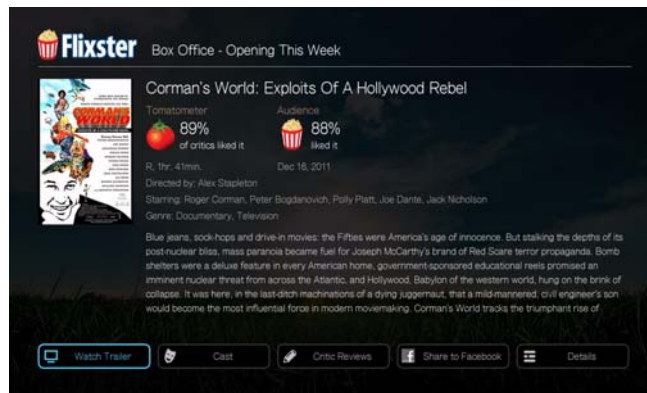 Flixster Box Office - Opening This Week
Corman's World: Exploits Of A Hollywood Rebel
Tomatometer Audience
89% 88%
of critics liked it liked it
R, 1hr. 41min. Dec 16, 2011
Directed by: Alex Stapleton
Starring: Roger Corman, Peter Bogdanovich, Polly Platt, Joe Dante, Jack Nicholson
Genre: Documentary, Television
Blue jeans, sock-hops and drive-in movies: the Fifties were America's age of innocence. But stalking the depths of its
post-nuclear bliss, mass paranoia became fuel for Joseph McCarthy's brand of Red Scare terror propaganda. Bomb
shelters were a deluxe feature in every American home, government-sponsored educational reels promised an
imminent nuclear threat from across the Atlantic, and Hollywood, Babylon of the western world, hung on the brink of
collapse. It was here, in the last-ditch machinations of a dying juggernaut, that a mild-mannered, civil engineer's son
would become the most influential force in modern moviemaking. Corman's World tracks the triumphant rise of
CORMAN'S
WORLD
Watch Trailer Cast Critic Reviews Share to Facebook Details